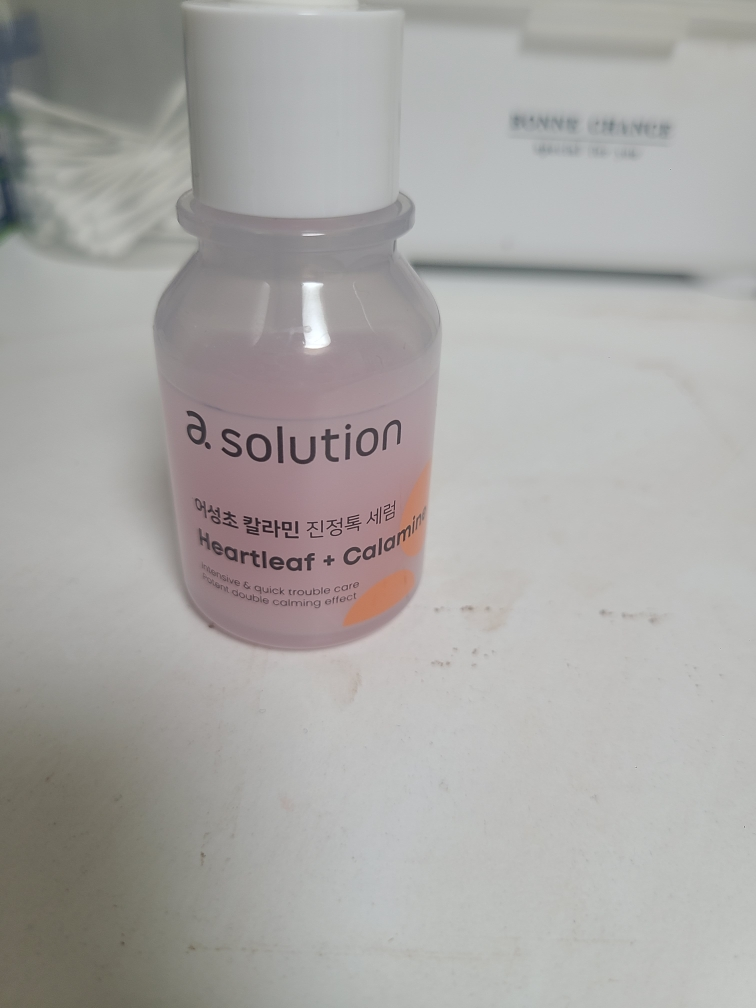 BONNE CHANCE
a. solution
어성초 칼라민 진정톡 세럼
Heartleaf + Calamine
Intensive & quick trouble care
Potent double calming effect